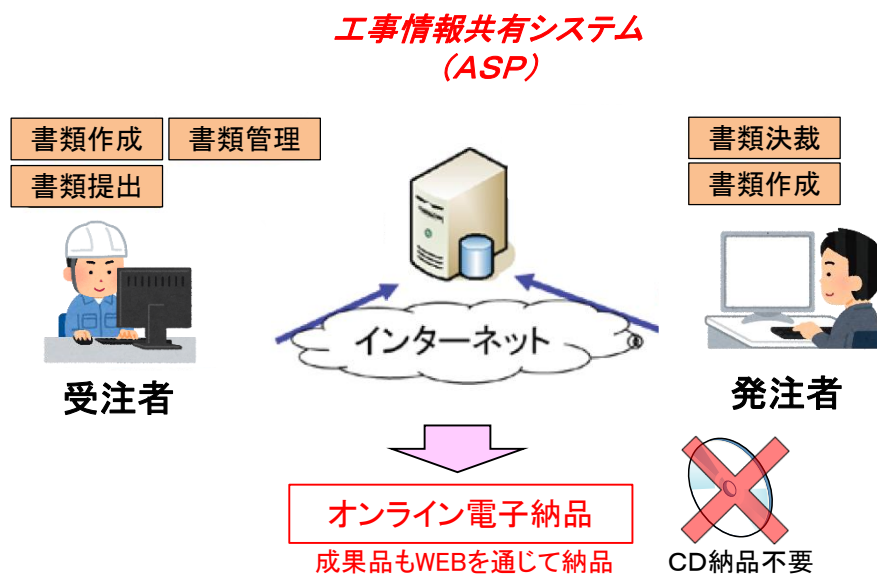 工事情報共有システム
（ASP）
書類作成 書類管理
書類提出
書類決裁
書類作成
インターネット
受注者
発注者
オンライン電子納品
成果品もWEBを通じて納品
CD納品不要